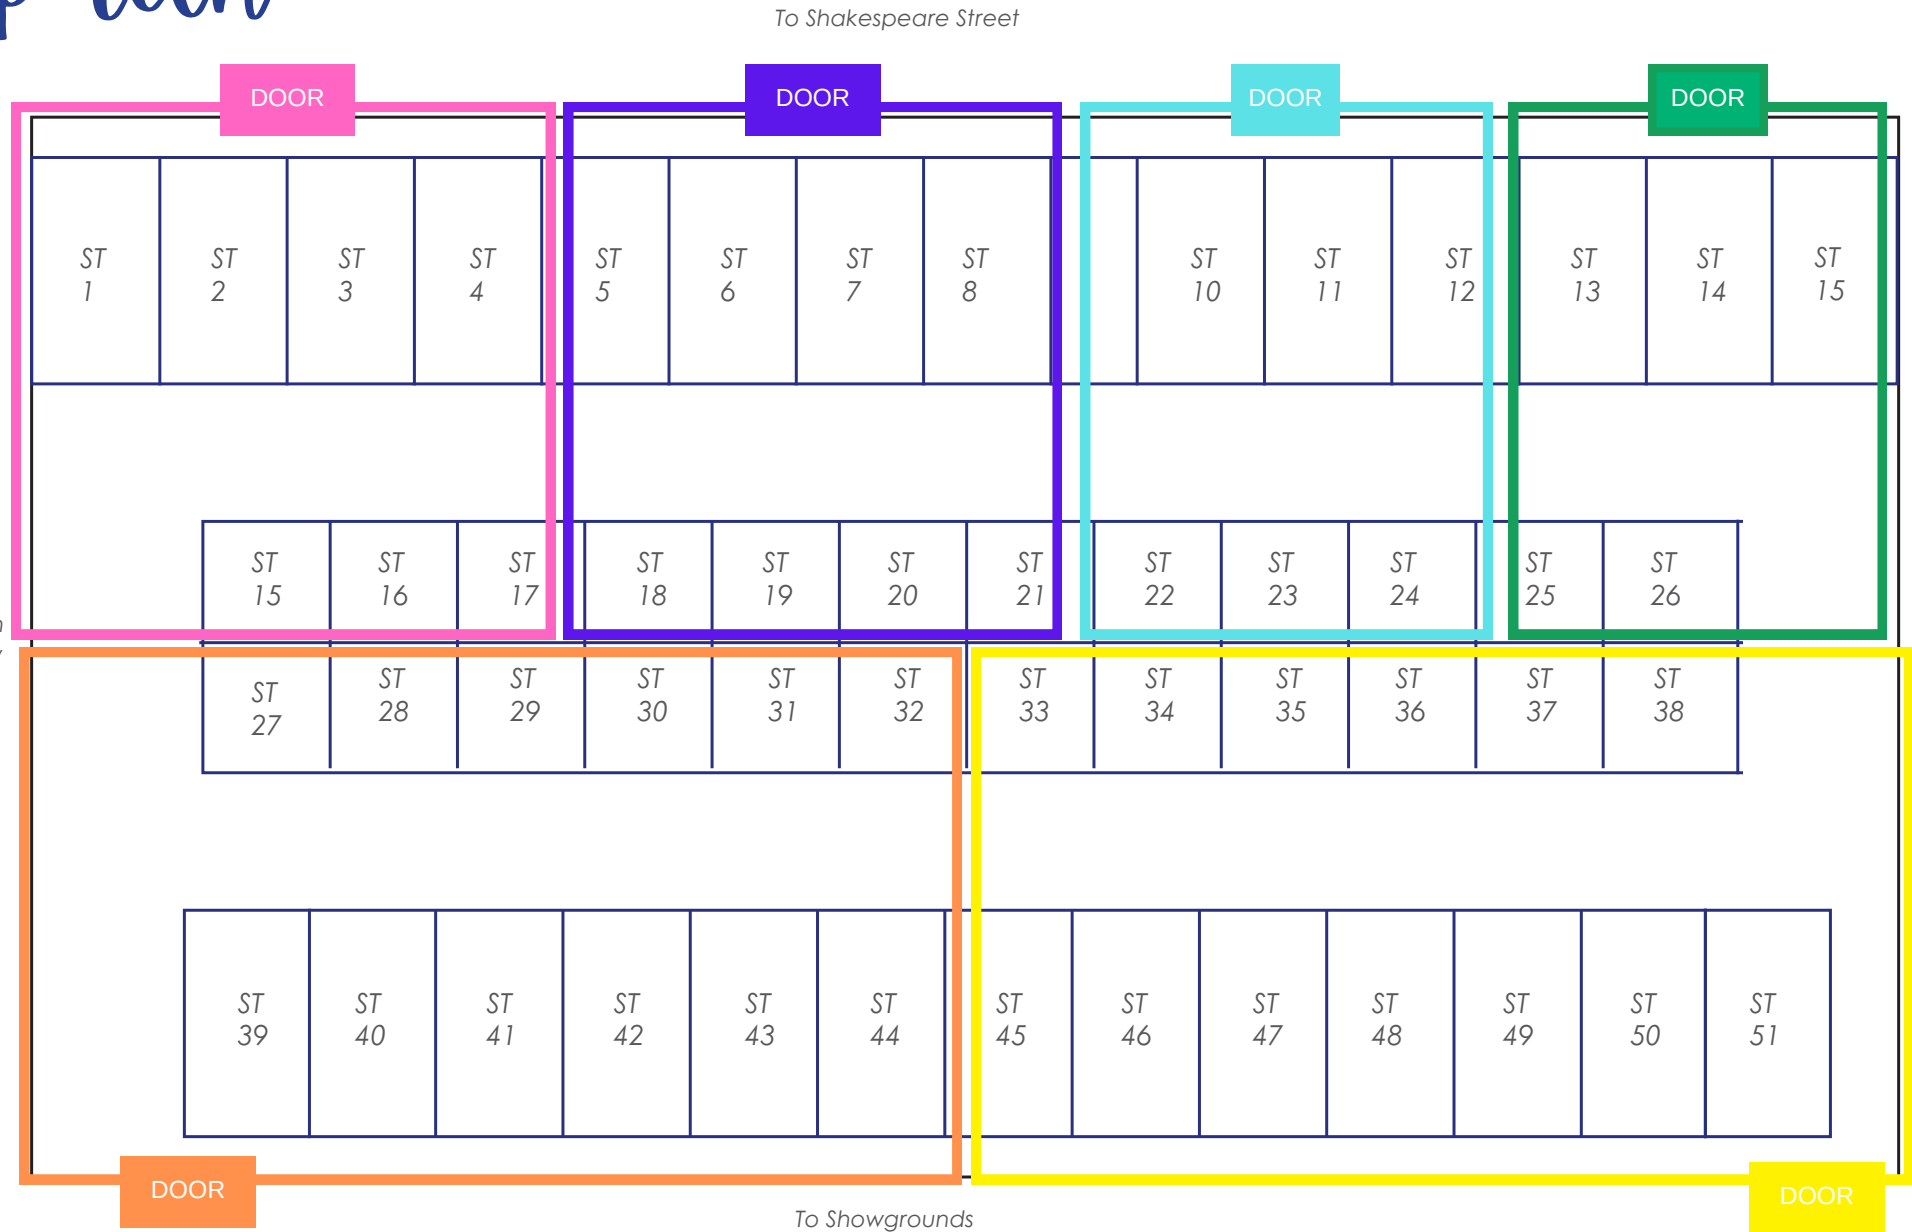 To Shakespeare Street
DOOR DOOR DOOR DOOR
ST ST ST ST ST ST ST ST ST ST ST ST ST ST
1 2 3 4 5 6 7 8 10 11 12 13 14 15
ST ST ST ST ST ST ST ST ST ST ST ST
15 16 17 18 19 20 21 22 23 24 25 26
ST ST ST ST ST ST ST ST ST ST ST ST
27 28 29 30 31 32 33 34 35 36 37 38
ST ST ST ST ST ST ST ST ST ST ST ST ST
39 40 41 42 43 44 45 46 47 48 49 50 51
DOOR DOOR
To Showgrounds